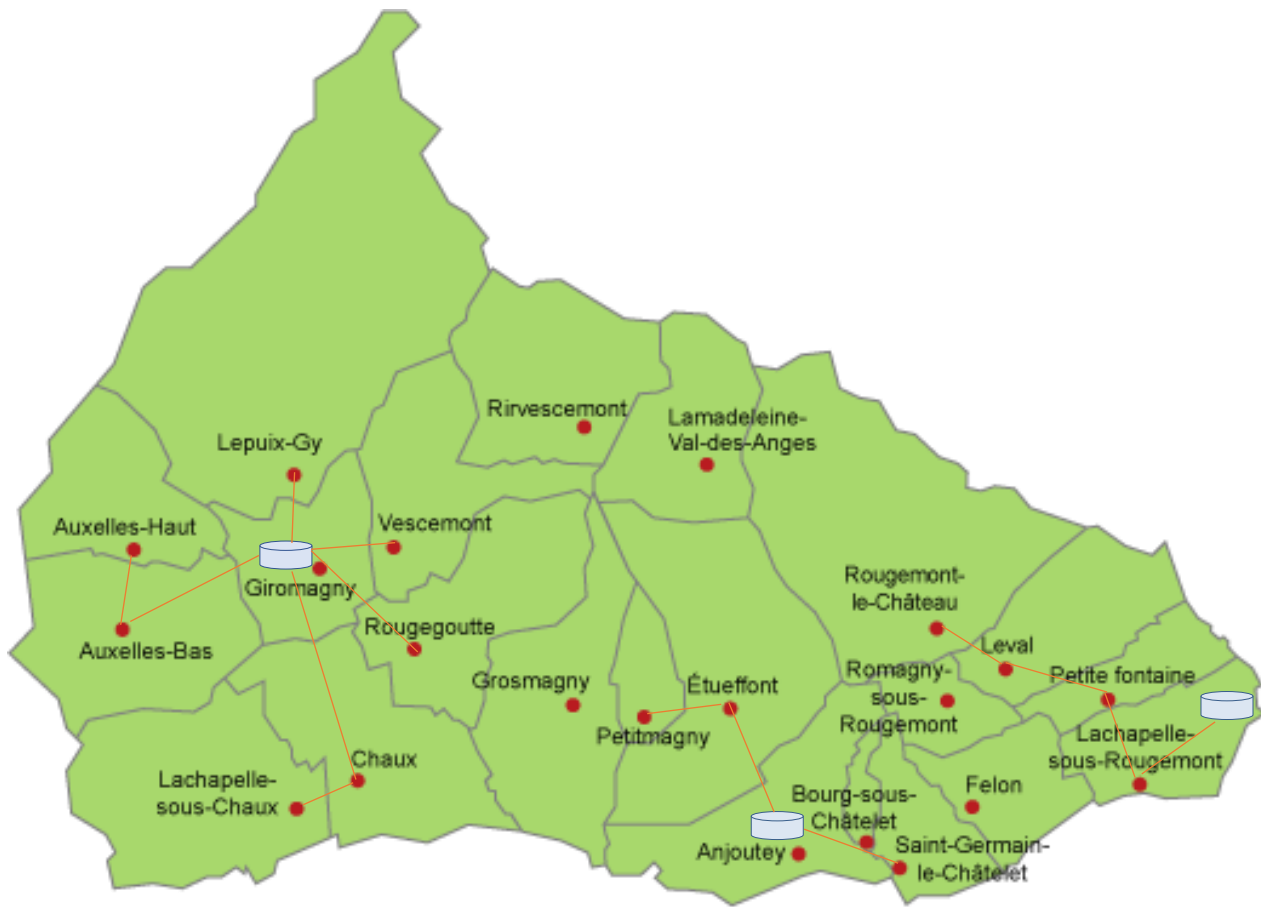 Rirvescemont
Lamadeleine-
Val-des-Anges
Lepuix-Gy
Auxelles-Haut
Vescemont
Giromagny
Rougemont-
le-Château
Rougegoutte
Auxelles-Bas
Leval
Grosmagny
Étueffont
Romagny-
sous-
Rougemont
Petite fontaine
Petitmagny
Lachapelle-
sous-Rougemont
Chaux
Lachapelle-
sous-Chaux
Felon
Bourg-sous-
Châtelet
Anjoutey
Saint-Germain-
le-Châtelet